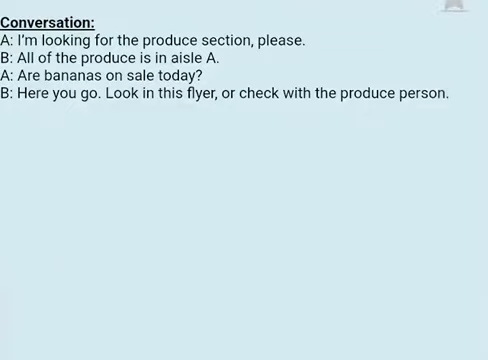 Conversation:
A: I'm looking for the produce section, please.
B: All of the produce is in aisle A.
A: Are bananas on sale today?
B: Here you go. Look in this flyer, or check with the produce person.